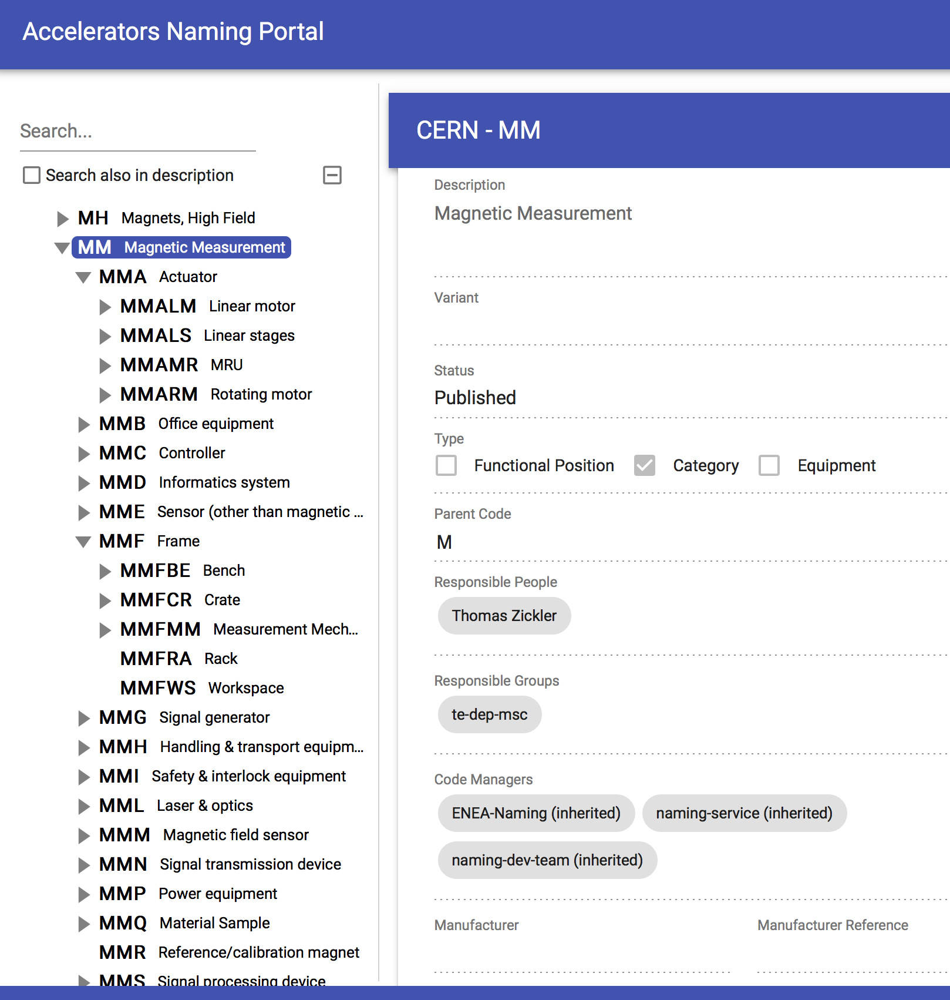 Accelerators Naming Portal
Search...
Search also in description
MH Magnets, High Field
MM Magnetic Measurement
MMA Actuator
MMALM Linear motor
MMALS Linear stages
MMAMR MRU
MMARM Rotating motor
MMB Office equipment
MMC Controller
MMD Informatics system
MME Sensor (other than magnetic ...
MMF Frame
MMFBE Bench
MMFCR Crate
MMFMM Measurement Mech...
MMFRA Rack
MMFWS Workspace
MMG Signal generator
MMH Handling & transport equipm...
MMI Safety & interlock equipment
MML Laser & optics
MMM Magnetic field sensor
MMN Signal transmission device
MMP Power equipment
MMQ Material Sample
MMR Reference/calibration magnet
MMS Signal processing device
CERN - MM
Description
Magnetic Measurement
Variant
Status
Published
Type
Functional Position Category Equipment
Parent Code
M
Responsible People
Thomas Zickler
Responsible Groups
te-dep-msc
Code Managers
ENEA-Naming (inherited) naming-service (inherited)
naming-dev-team (inherited)
Manufacturer Manufacturer Reference